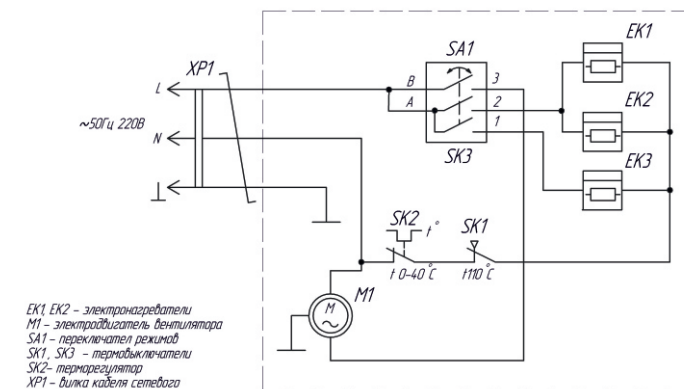 EK1
SA1
XP1
B
3
L
A
2
EK2
~50Гц 220В
1
N
SK3
EK3
SK2
SK1
t°
t 0-40°C
t110°C
M1
M
EK1, EK2 - электронагреватели
M1 - электродвигатель вентилятора
SA1 - переключатель режимов
SK1, SK3 - термовыключатели
SK2- терморегулятор
XP1 - вилка кабеля сетевого